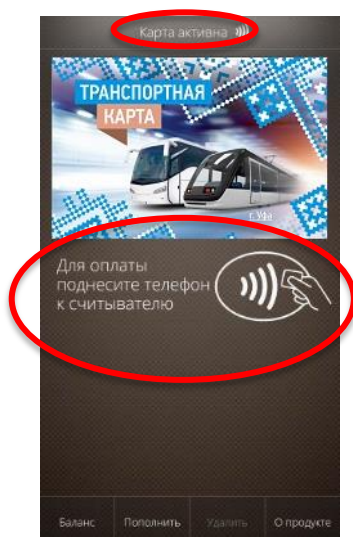 Карта активна
ТРАНСПОРТНАЯ
КАРТА
г. Уфа
Для оплаты
поднесите телефон
к считывателю
Баланс Пополнить Удалить О продукте